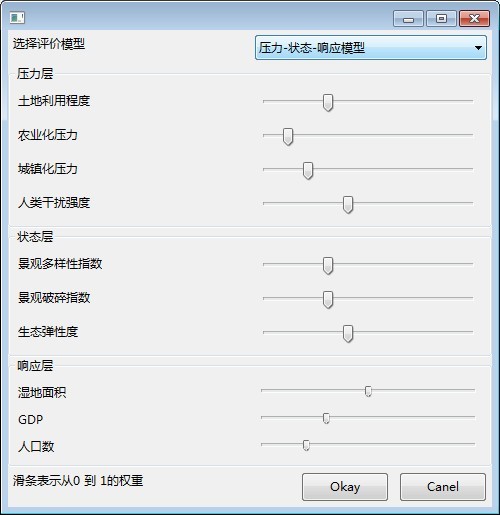 选择评价模型
压力-状态-响应模型
压力层
土地利用程度
农业化压力
城镇化压力
人类干扰强度
状态层
景观多样性指数
景观破碎指数
生态弹性度
响应层
湿地面积
GDP
人口数
滑条表示从0 到 1的权重
Okay
Canel